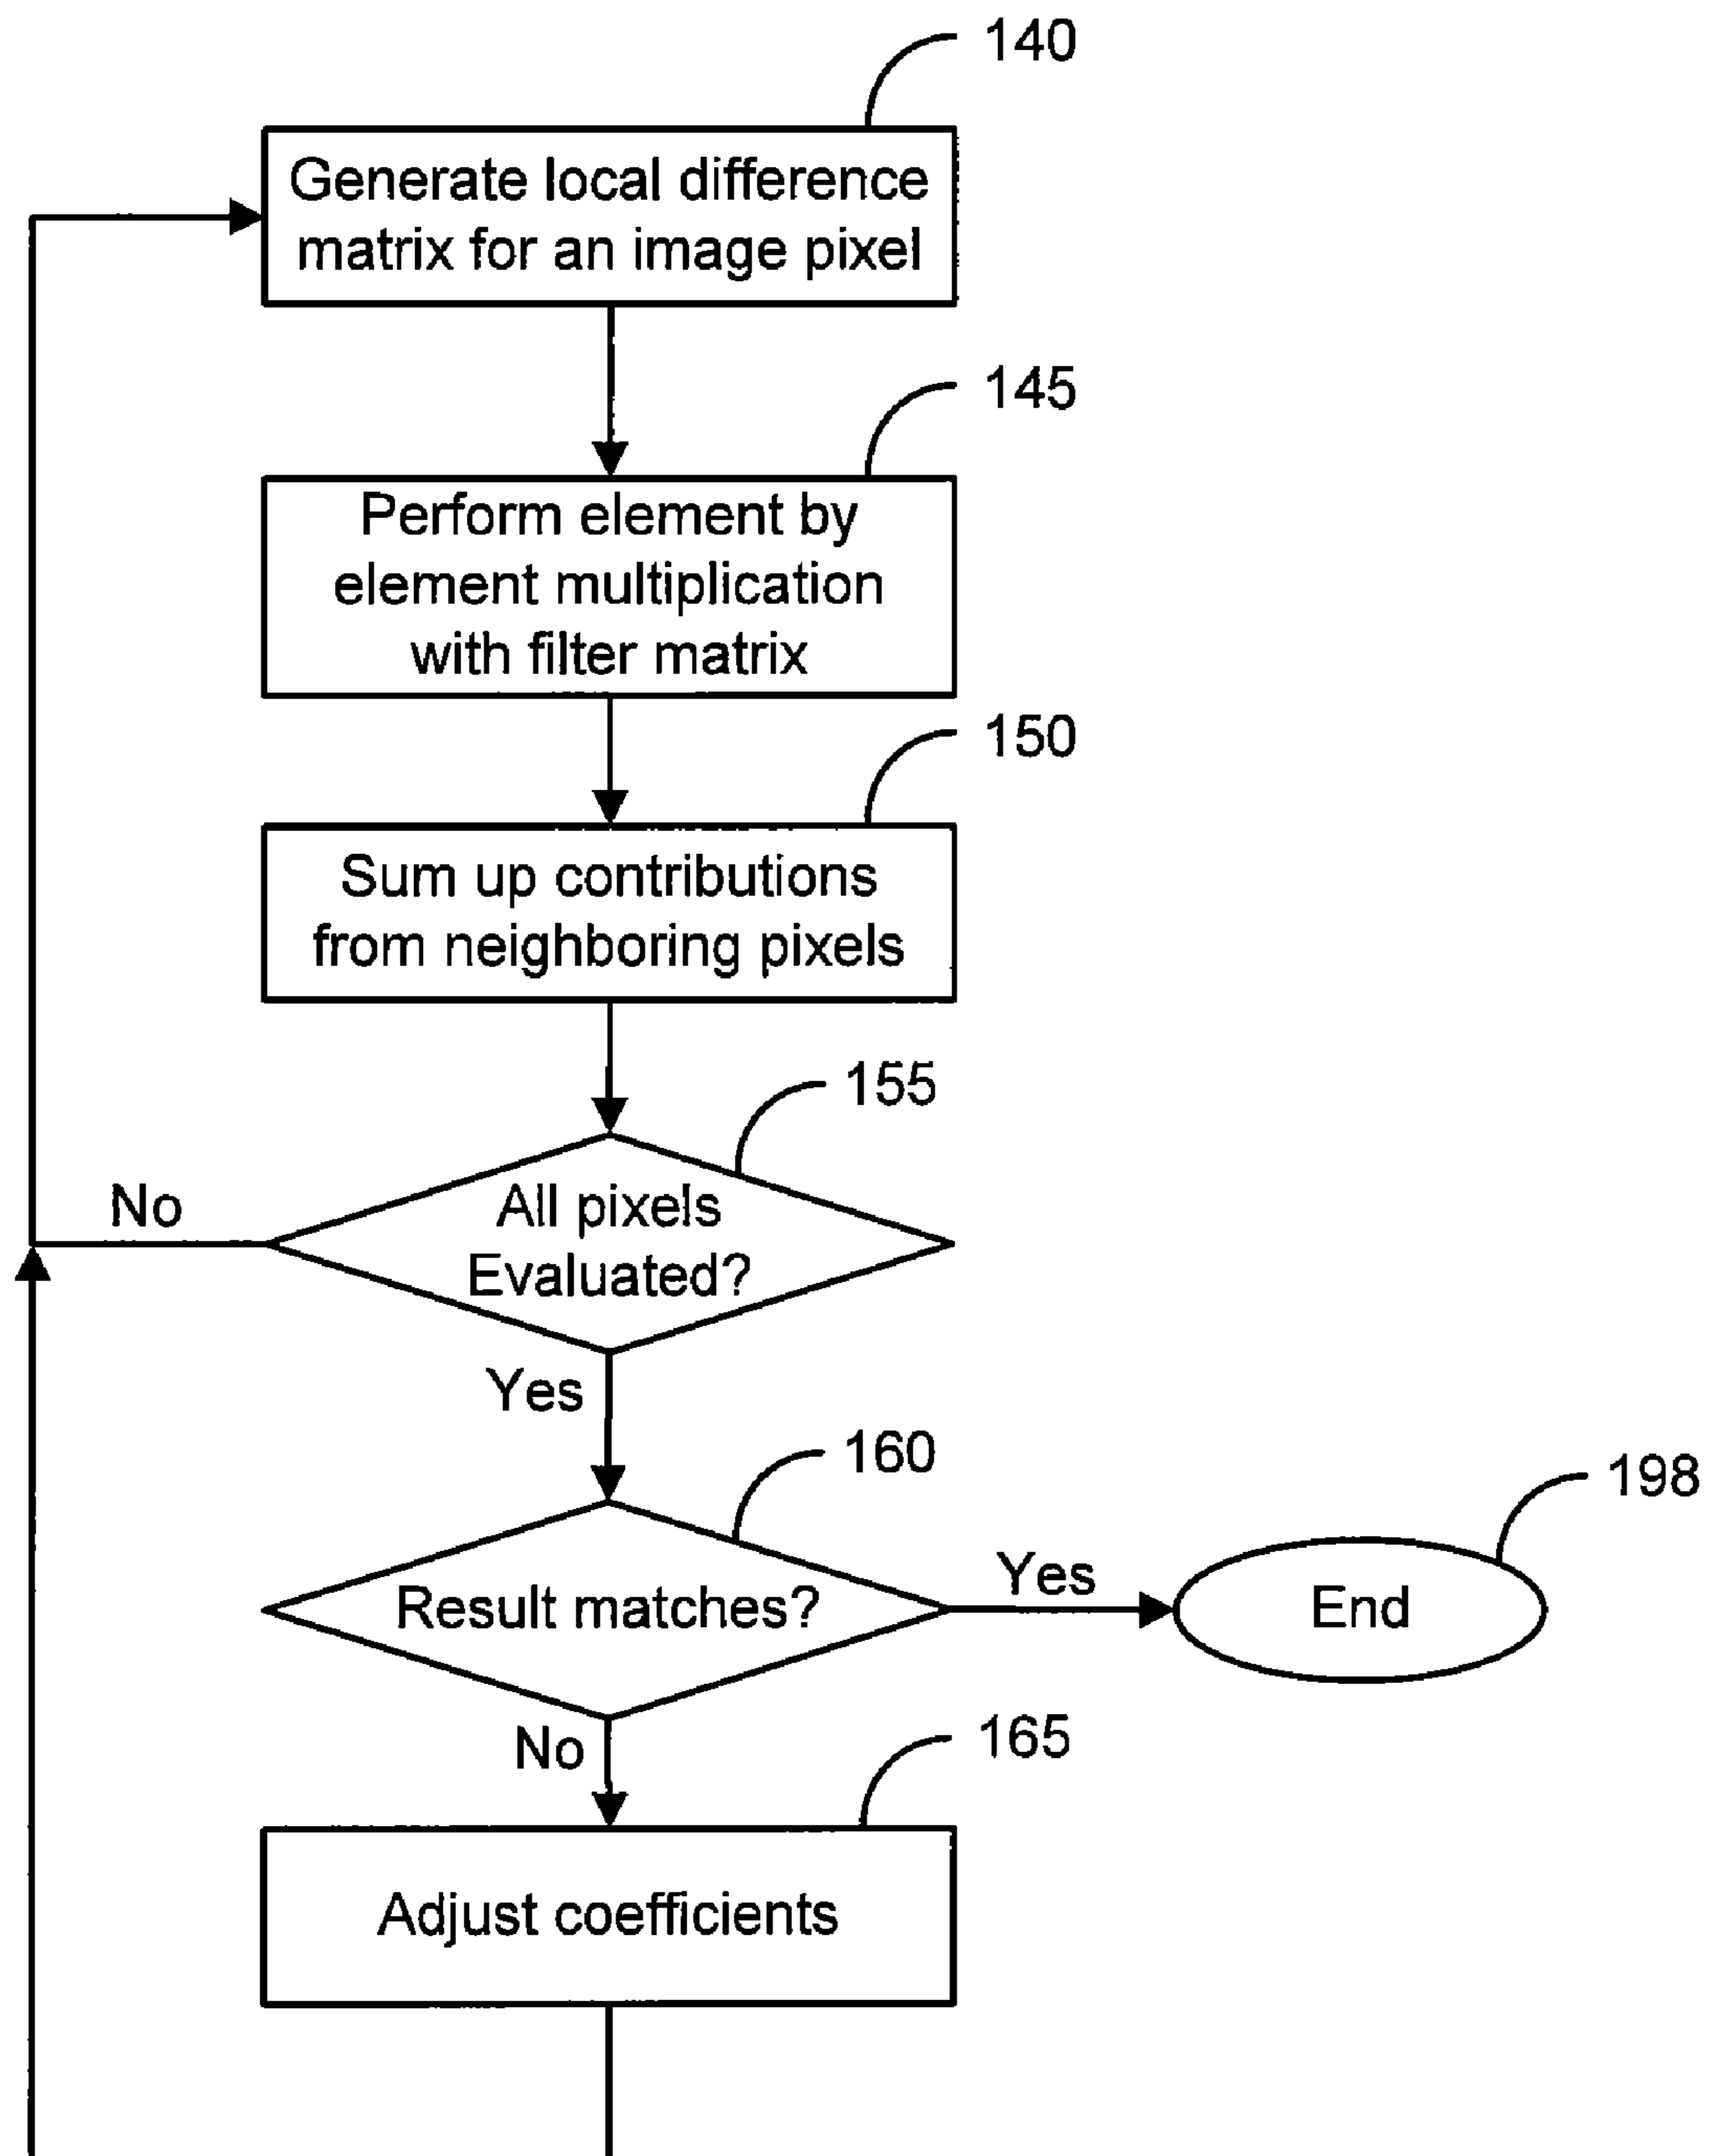 140
Generate local difference
matrix for an image pixel
145
Perform element by
element multiplication
with filter matrix
150
Sum up contributions
from neighboring pixels
155
No
All pixels
Evaluated?
Yes
160
198
Result matches?
Yes
End
No
165
Adjust coefficients